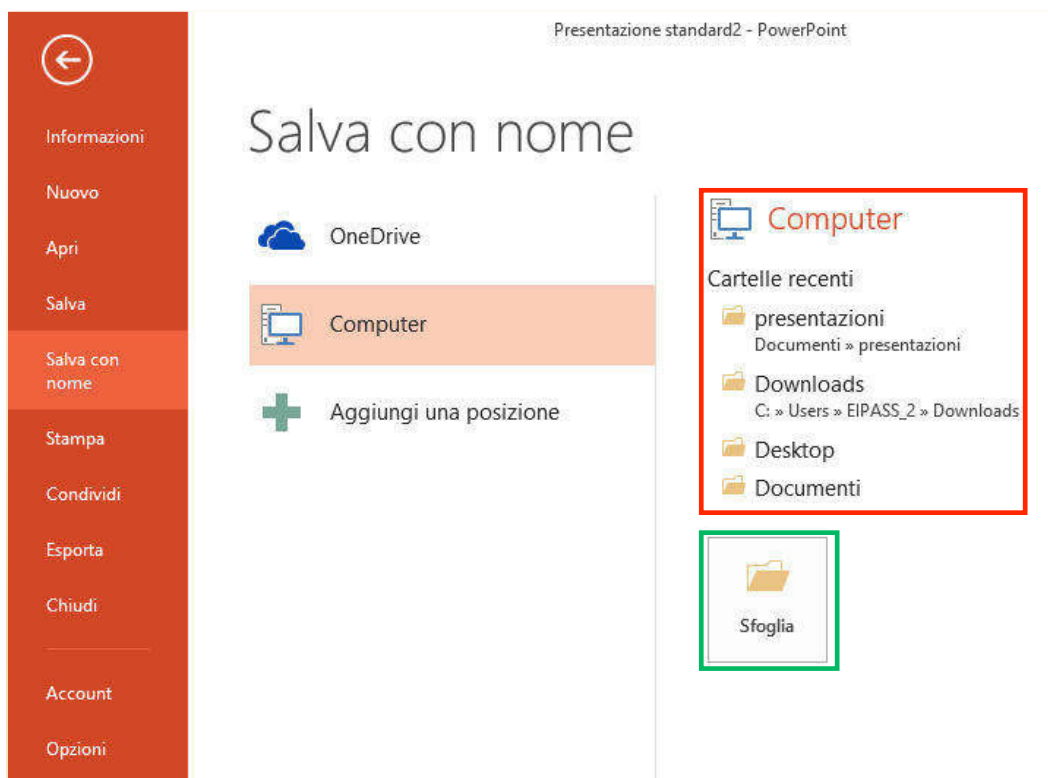 Presentazione standard2 - PowerPoint
Informazioni
Nuovo
Apri
Salva
Salva con
nome
Stampa
Condividi
Esporta
Chiudi
Account
Opzioni
Salva con nome
OneDrive
Computer
Aggiungi una posizione
Computer
Cartelle recenti
presentazioni
Documenti » presentazioni
Downloads
C: » Users » EIPASS_2 » Downloads
Desktop
Documenti
Sfoglia